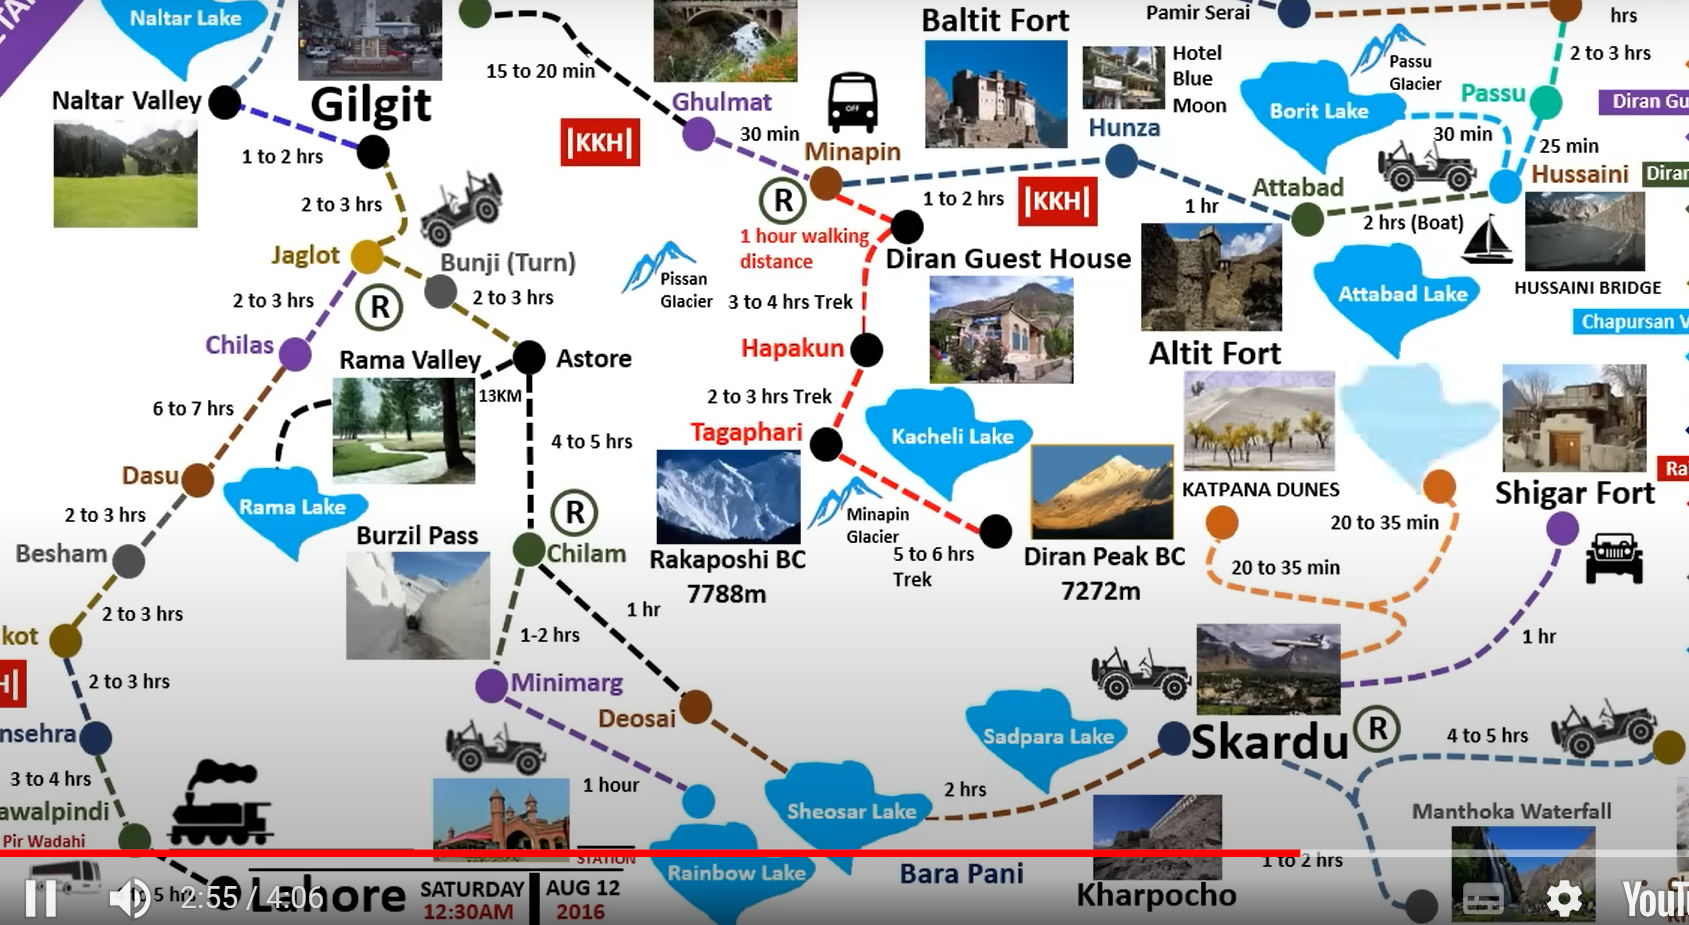 Naltar Lake
Naltar Valley
Gilgit
1 to 2 hrs
2 to 3 hrs
15 to 20 min
KKH
Ghulmat
30 min
Minapin
OFF
R
Baltit Fort
Hotel
Blue
Moon
Hunza
Pamir Serai
hrs
2 to 3 hrs
Passu
Glacier
Passu
Borit Lake
30 min
25 min
Hussaini
Diran Gu
Diran
Attabad
1 to 2 hrs
KKH
1 hr
2 hrs (Boat)
HUSSAINI BRIDGE
Attabad Lake
Chapursan V
Jaglot
R
Bunji (Turn)
2 to 3 hrs
2 to 3 hrs
Chilas
Pissan
Glacier
1 hour walking
distance
Diran Guest House
3 to 4 hrs Trek
Hapakun
Altit Fort
Rama Valley
Astore
13KM
6 to 7 hrs
2 to 3 hrs Trek
Tagaphari
Kacheli Lake
4 to 5 hrs
Dasu
Rama Lake
2 to 3 hrs
Besham
Burzil Pass
R
Chilam
Rakaposhi BC
7788m
Minapin
Glacier
5 to 6 hrs
Trek
Diran Peak BC
7272m
KATPANA DUNES
20 to 35 min
20 to 35 min
Shigar Fort
Ra
2 to 3 hrs
kot
H
2 to 3 hrs
1-2 hrs
1 hr
Minimarg
Deosai
1 hr
nsehra
3 to 4 hrs
awalpindi
Pir Wadahi
1 hour
Sheosar Lake
2 hrs
Sadpara Lake
Skardu
R
4 to 5 hrs
Manthoka Waterfall
1 to 2 hrs
Kharpocho
Bara Pani
Rainbow Lake
STATION
Lahore
SATURDAY
12:30AM
AUG 12
2016
5 hrs
2:55 / 4:06
YouT